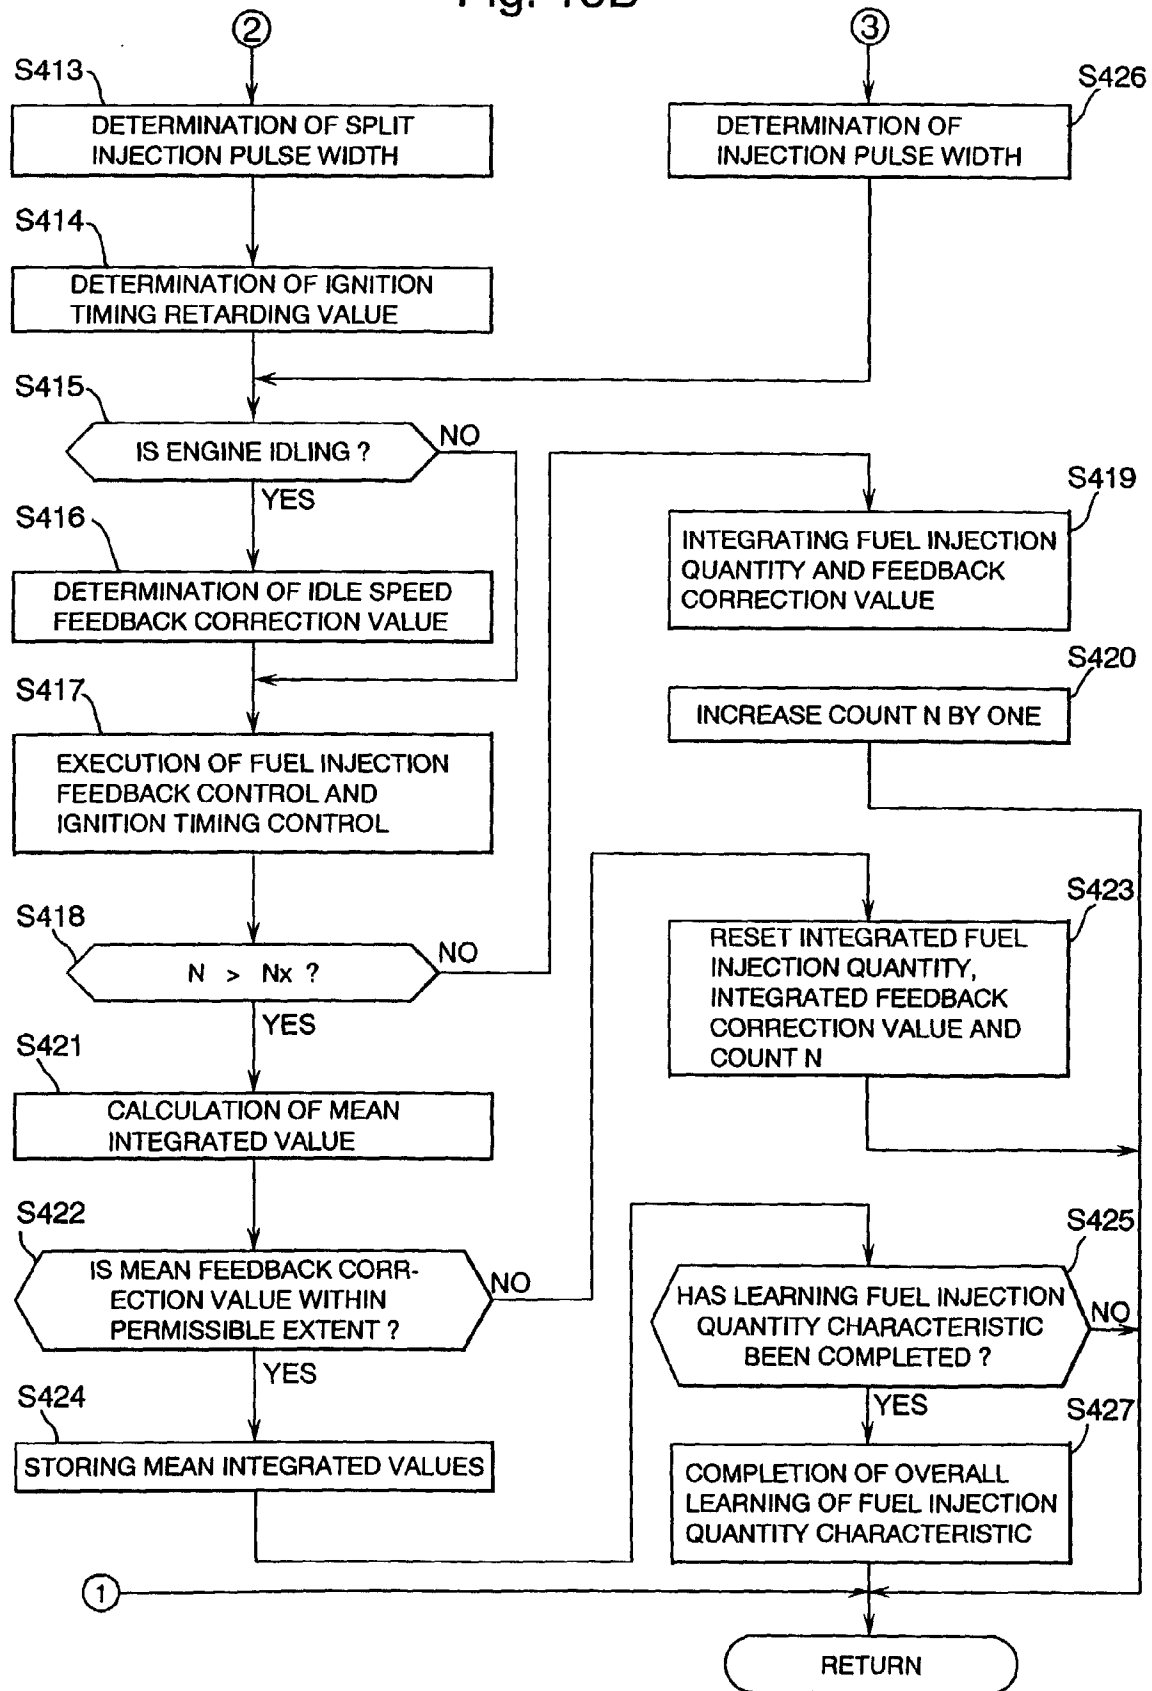 ② ③
S413
DETERMINATION OF SPLIT
INJECTION PULSE WIDTH
S426
DETERMINATION OF
INJECTION PULSE WIDTH
S414
DETERMINATION OF IGNITION
TIMING RETARDING VALUE
S415
IS ENGINE IDLING ?
NO
YES
S416
DETERMINATION OF IDLE SPEED
FEEDBACK CORRECTION VALUE
S417
EXECUTION OF FUEL INJECTION
FEEDBACK CONTROL AND
IGNITION TIMING CONTROL
S418
N > Nx ?
NO
YES
S419
INTEGRATING FUEL INJECTION
QUANTITY AND FEEDBACK
CORRECTION VALUE
S420
INCREASE COUNT N BY ONE
S421
CALCULATION OF MEAN
INTEGRATED VALUE
S422
IS MEAN FEEDBACK CORR-
ECTION VALUE WITHIN
PERMISSIBLE EXTENT ?
NO
YES
S423
RESET INTEGRATED FUEL
INJECTION QUANTITY,
INTEGRATED FEEDBACK
CORRECTION VALUE AND
COUNT N
S424
STORING MEAN INTEGRATED VALUES
S425
HAS LEARNING FUEL INJECTION
QUANTITY CHARACTERISTIC
BEEN COMPLETED ?
NO
YES
S427
COMPLETION OF OVERALL
LEARNING OF FUEL INJECTION
QUANTITY CHARACTERISTIC
①
RETURN